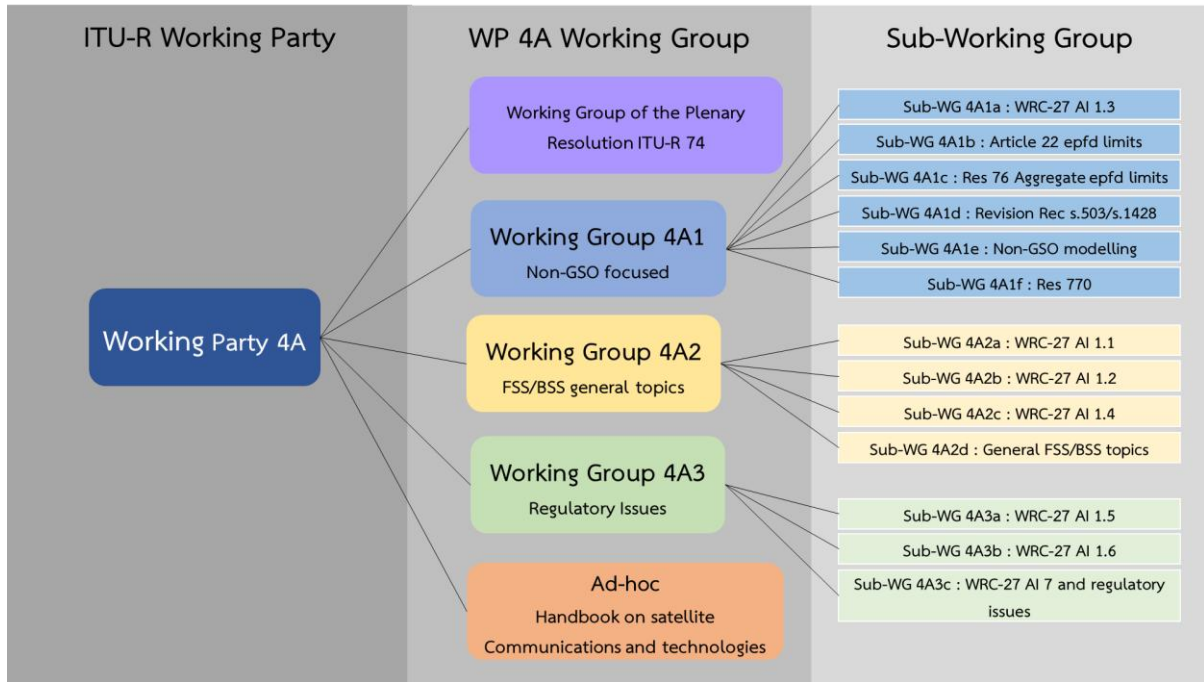 ITU-R Working Party
WP 4A Working Group
Sub-Working Group
Working Party 4A
Working Group of the Plenary
Resolution ITU-R 74
Working Group 4A1
Non-GSO focused
Working Group 4A2
FSS/BSS general topics
Working Group 4A3
Regulatory Issues
Ad-hoc
Handbook on satellite
Communications and technologies
Sub-WG 4A1a : WRC-27 AI 1.3
Sub-WG 4A1b : Article 22 epfd limits
Sub-WG 4A1c : Res 76 Aggregate epfd limits
Sub-WG 4A1d : Revision Rec s.503/s.1428
Sub-WG 4A1e : Non-GSO modelling
Sub-WG 4A1f : Res 770
Sub-WG 4A2a : WRC-27 AI 1.1
Sub-WG 4A2b : WRC-27 AI 1.2
Sub-WG 4A2c : WRC-27 AI 1.4
Sub-WG 4A2d : General FSS/BSS topics
Sub-WG 4A3a : WRC-27 AI 1.5
Sub-WG 4A3b : WRC-27 AI 1.6
Sub-WG 4A3c : WRC-27 AI 7 and regulatory
issues